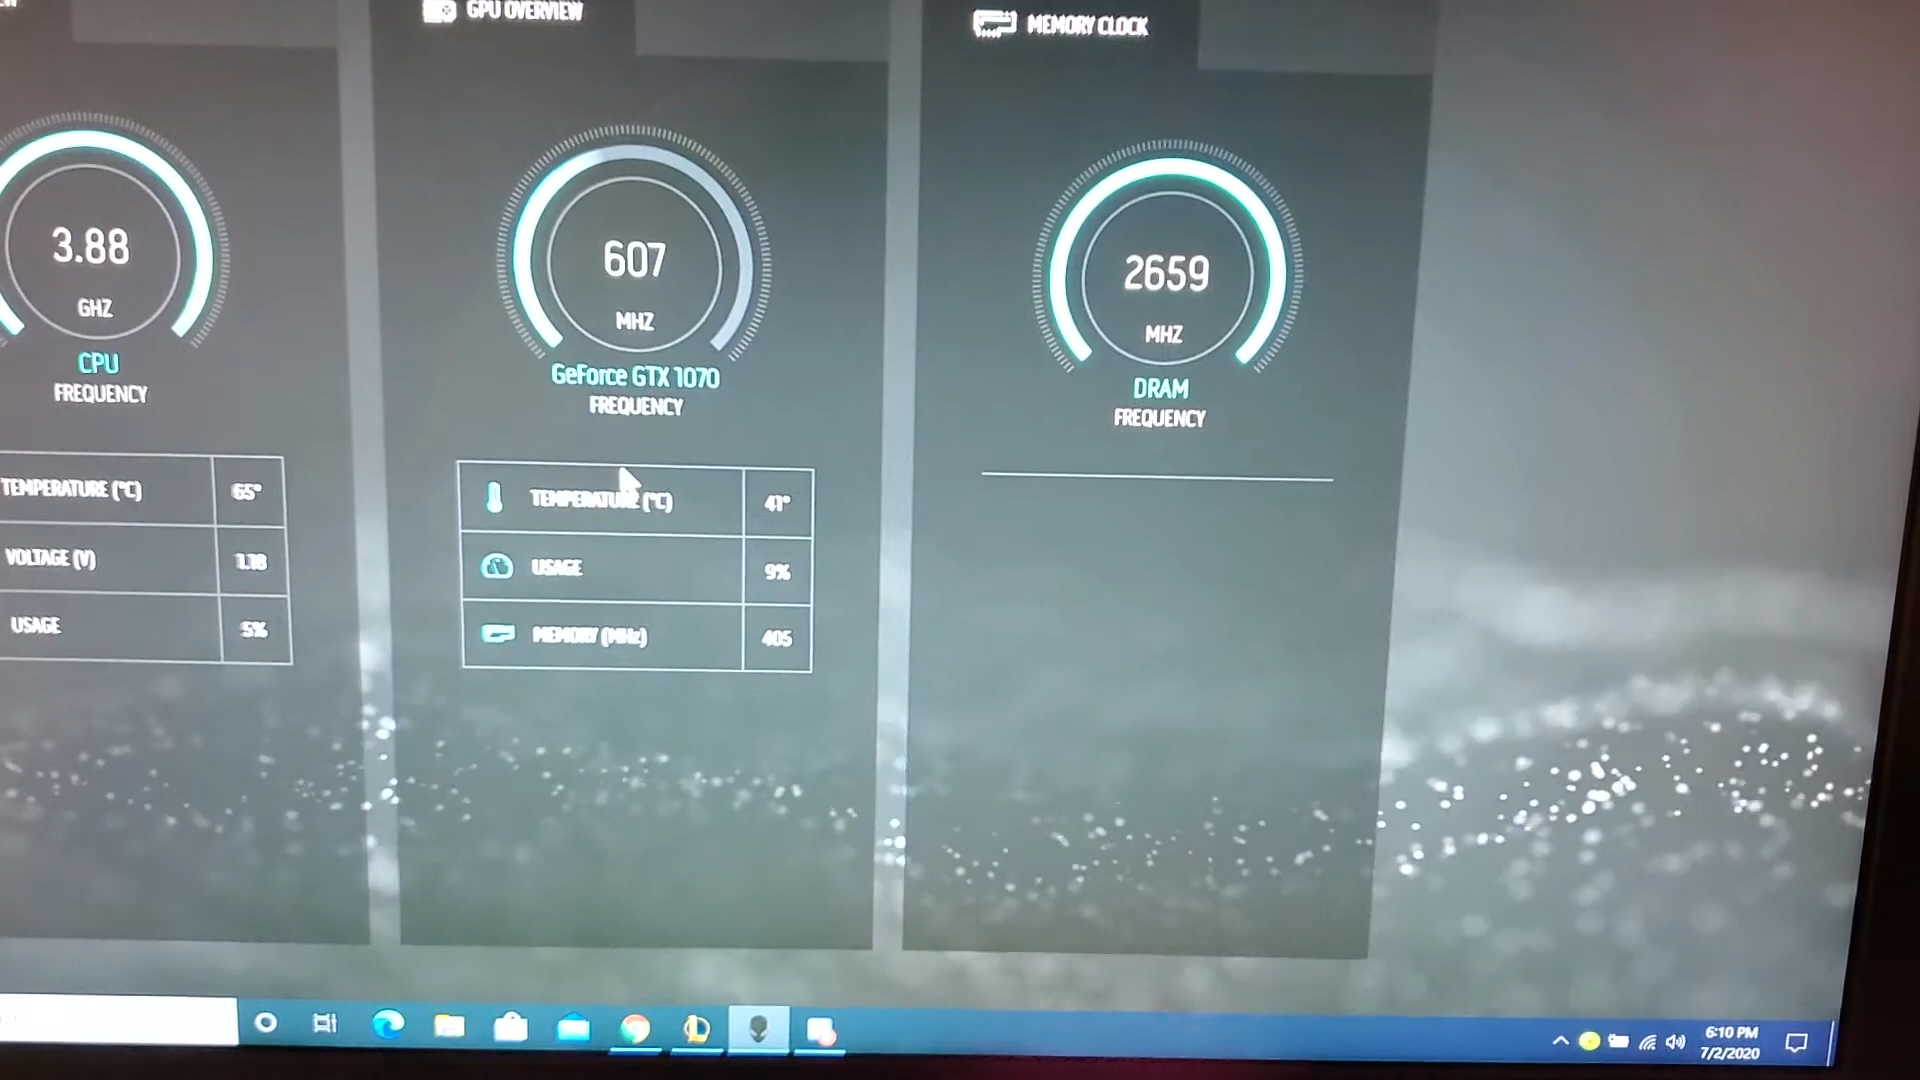 GPU OVERVIEW
MEMORY CLOCK
3.88
GHZ
CPU
FREQUENCY
607
MHZ
GeForce GTX 1070
FREQUENCY
2659
MHZ
DRAM
FREQUENCY
TEMPERATURE (°C) 65°
VOLTAGE (V) 1.18
USAGE 5%
TEMPERATURE (°C) 41°
USAGE 9%
MEMORY (MHz) 405
6:10 PM
7/2/2020